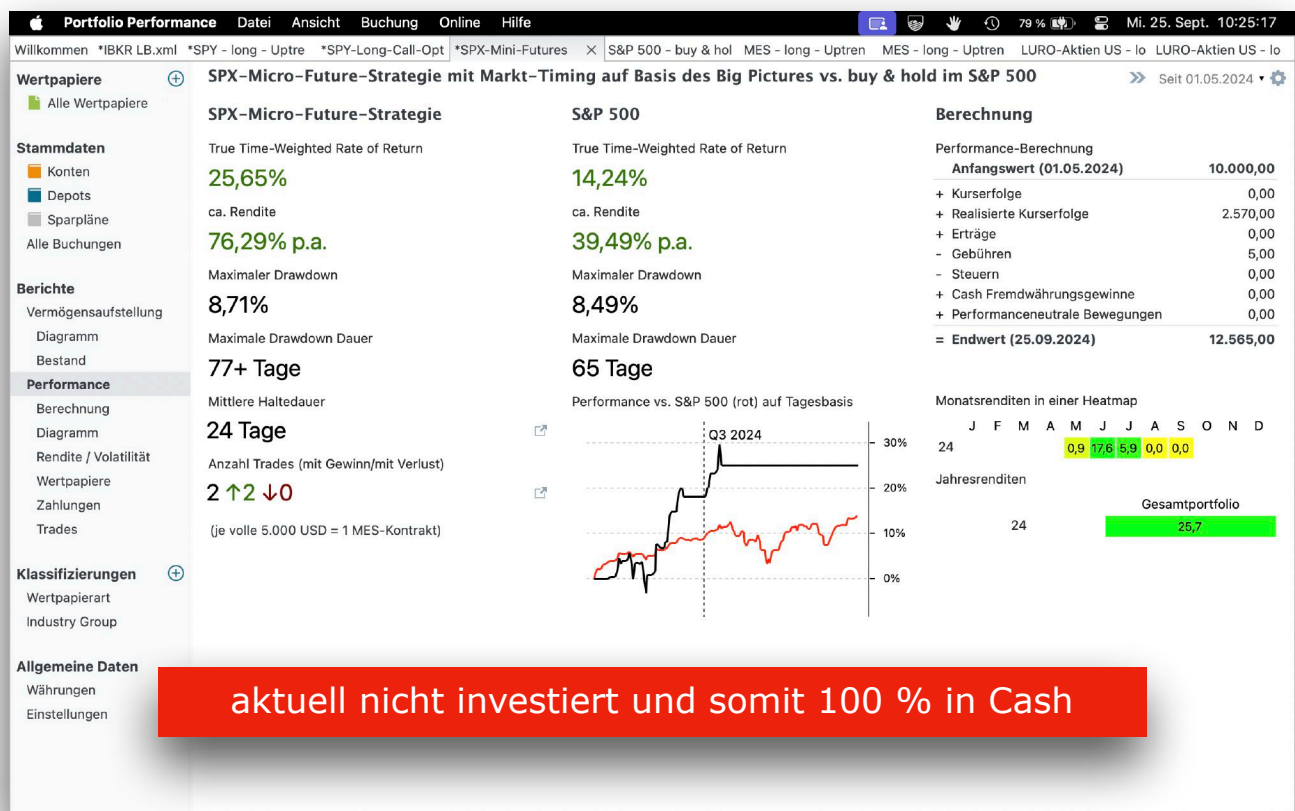 Portfolio Performance Datei Ansicht Buchung Online Hilfe 79 % Mi. 25. Sept. 10:25:17
Willkommen *IBKR LB.xml *SPY - long - Uptre *SPY-Long-Call-Opt *SPX-Mini-Futures S&P 500 - buy & hol MES - long - Uptren MES - long - Uptren LURO-Aktien US - lo LURO-Aktien US - lo
Wertpapiere
Alle Wertpapiere
Stammdaten
Konten
Depots
Sparpläne
Alle Buchungen
Berichte
Vermögensaufstellung
Diagramm
Bestand
Performance
Berechnung
Diagramm
Rendite / Volatilität
Wertpapiere
Zahlungen
Trades
Klassifizierungen
Wertpapierart
Industry Group
Allgemeine Daten
Währungen
Einstellungen
SPX-Micro-Future-Strategie mit Markt-Timing auf Basis des Big Pictures vs. buy & hold im S&P 500
Seit 01.05.2024
SPX-Micro-Future-Strategie
True Time-Weighted Rate of Return
25,65%
ca. Rendite
76,29% p.a.
Maximaler Drawdown
8,71%
Maximale Drawdown Dauer
77+ Tage
Mittlere Haltedauer
24 Tage
Anzahl Trades (mit Gewinn/mit Verlust)
2 ↑2 ↓0
(je volle 5.000 USD = 1 MES-Kontrakt)
S&P 500
True Time-Weighted Rate of Return
14,24%
ca. Rendite
39,49% p.a.
Maximaler Drawdown
8,49%
Maximale Drawdown Dauer
65 Tage
Performance vs. S&P 500 (rot) auf Tagesbasis
Q3 2024
30%
20%
10%
0%
Berechnung
Performance-Berechnung
Anfangswert (01.05.2024) 10.000,00
+ Kurserfolge 0,00
+ Realisierte Kurserfolge 2.570,00
+ Erträge 0,00
- Gebühren 5,00
- Steuern 0,00
+ Cash Fremdwährungsgewinne 0,00
+ Performanceneutrale Bewegungen 0,00
= Endwert (25.09.2024) 12.565,00
Monatsrenditen in einer Heatmap
J F M A M J J A S O N D
24 0,9 17,6 5,9 0,0 0,0
Jahresrenditen
Gesamtportfolio
24 25,7
aktuell nicht investiert und somit 100 % in Cash